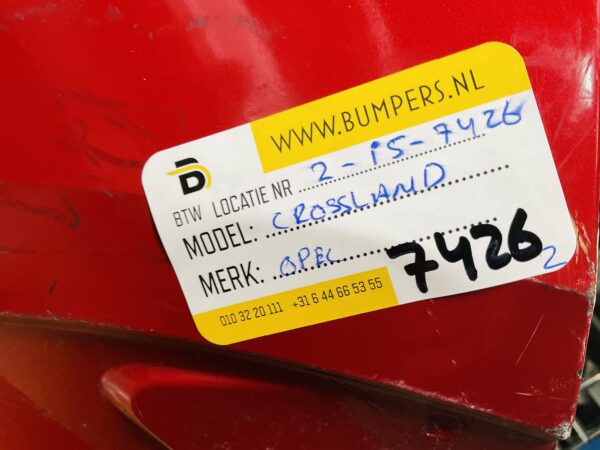 WWW.BUMPERS.NL
BTW LOCATIE NR 2-15-7426
MODEL: CROSSLAND
MERK: OPEL
7426 2
010 32 20 111 +31 6 44 66 53 55